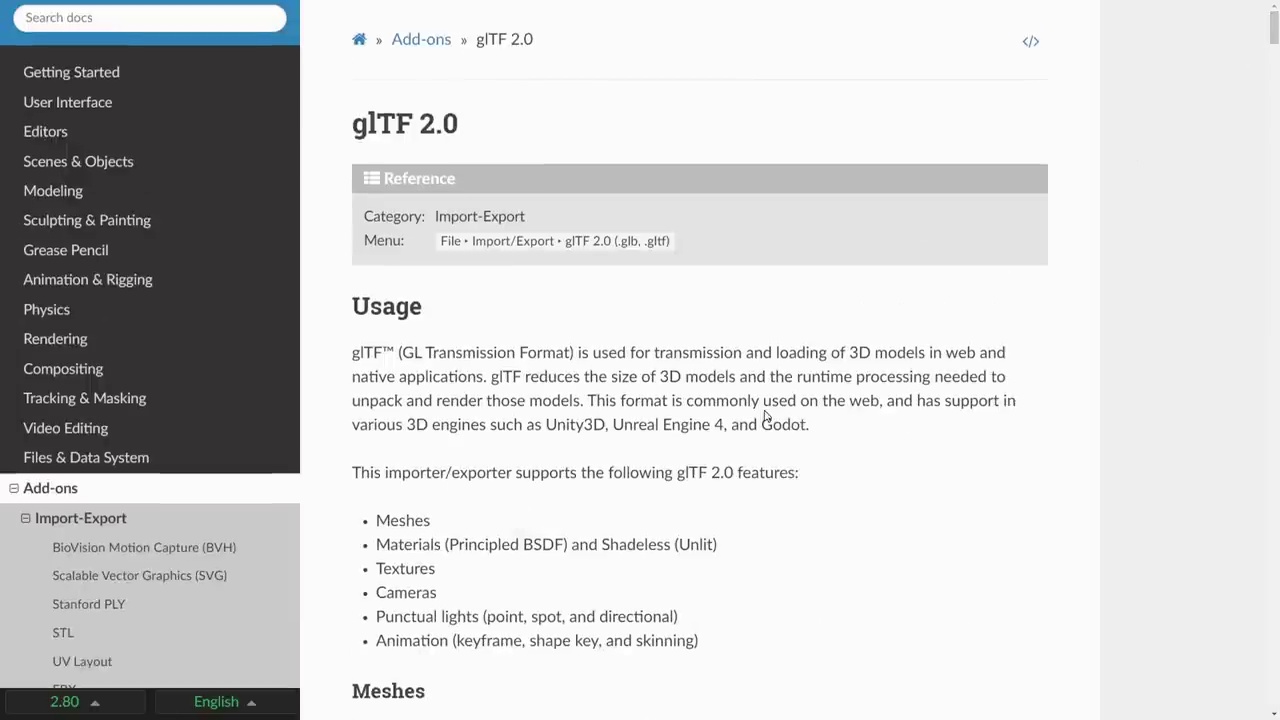 Search docs
Getting Started
User Interface
Editors
Scenes & Objects
Modeling
Sculpting & Painting
Grease Pencil
Animation & Rigging
Physics
Rendering
Compositing
Tracking & Masking
Video Editing
Files & Data System
Add-ons
Import-Export
BioVision Motion Capture (BVH)
Scalable Vector Graphics (SVG)
Stanford PLY
STL
UV Layout
2.80
English
» Add-ons » glTF 2.0
glTF 2.0
Reference
Category: Import-Export
Menu: File • Import/Export • glTF 2.0 (.glb, .gltf)
Usage
glTF™ (GL Transmission Format) is used for transmission and loading of 3D models in web and
native applications. glTF reduces the size of 3D models and the runtime processing needed to
unpack and render those models. This format is commonly used on the web, and has support in
various 3D engines such as Unity3D, Unreal Engine 4, and Godot.
This importer/exporter supports the following glTF 2.0 features:
• Meshes
• Materials (Principled BSDF) and Shadeless (Unlit)
• Textures
• Cameras
• Punctual lights (point, spot, and directional)
• Animation (keyframe, shape key, and skinning)
Meshes